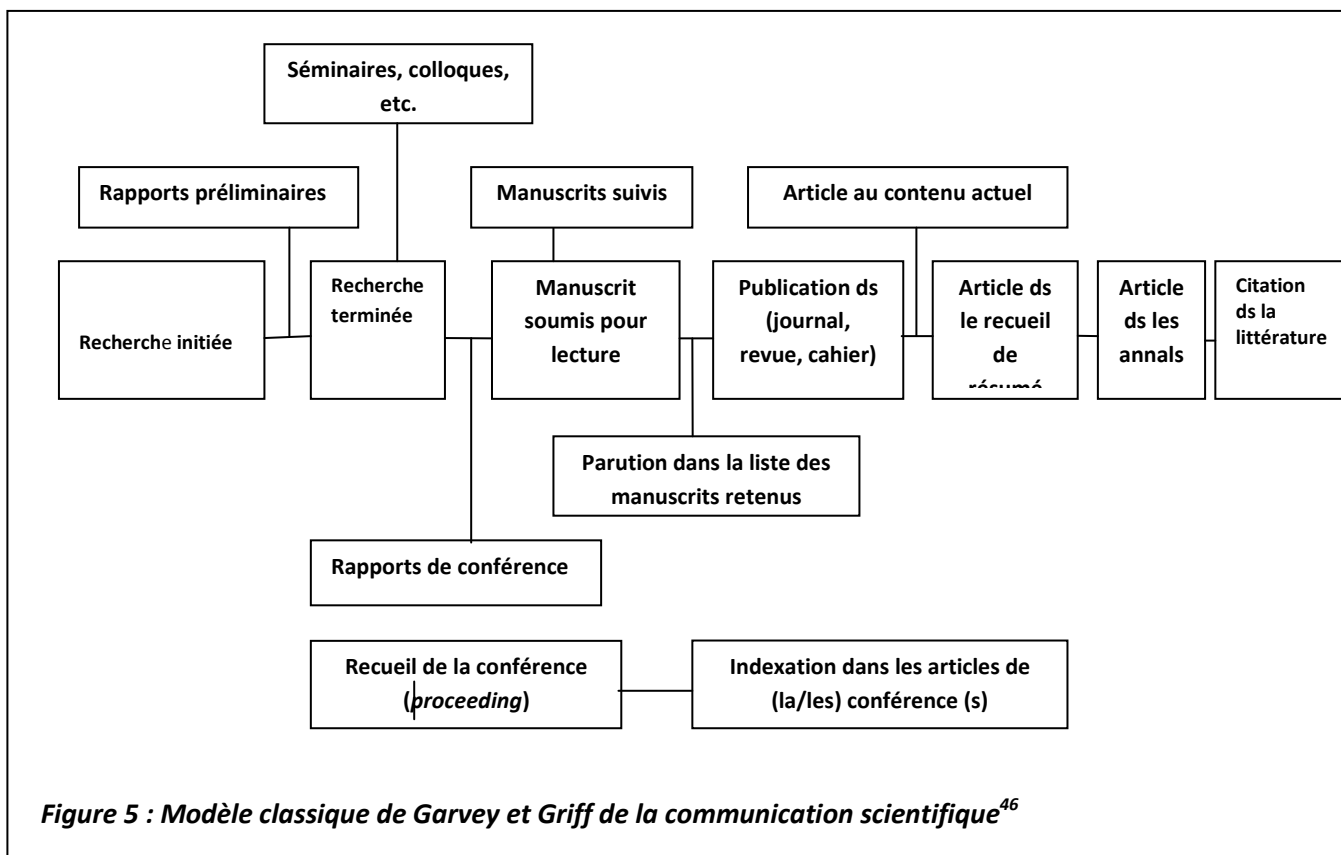 Séminaires, colloques,
etc.
Rapports préliminaires
Manuscrits suivis
Article au contenu actuel
Recherche initiée
Recherche
terminée
Manuscrit
soumis pour
lecture
Publication ds
(journal,
revue, cahier)
Article ds
le recueil
de
résumé
Article
ds les
annals
Citation
ds la
littérature
Parution dans la liste des
manuscrits retenus
Rapports de conférence
Recueil de la conférence
(proceeding)
Indexation dans les articles de
(la/les) conférence (s)
Figure 5 : Modèle classique de Garvey et Griff de la communication scientifique46